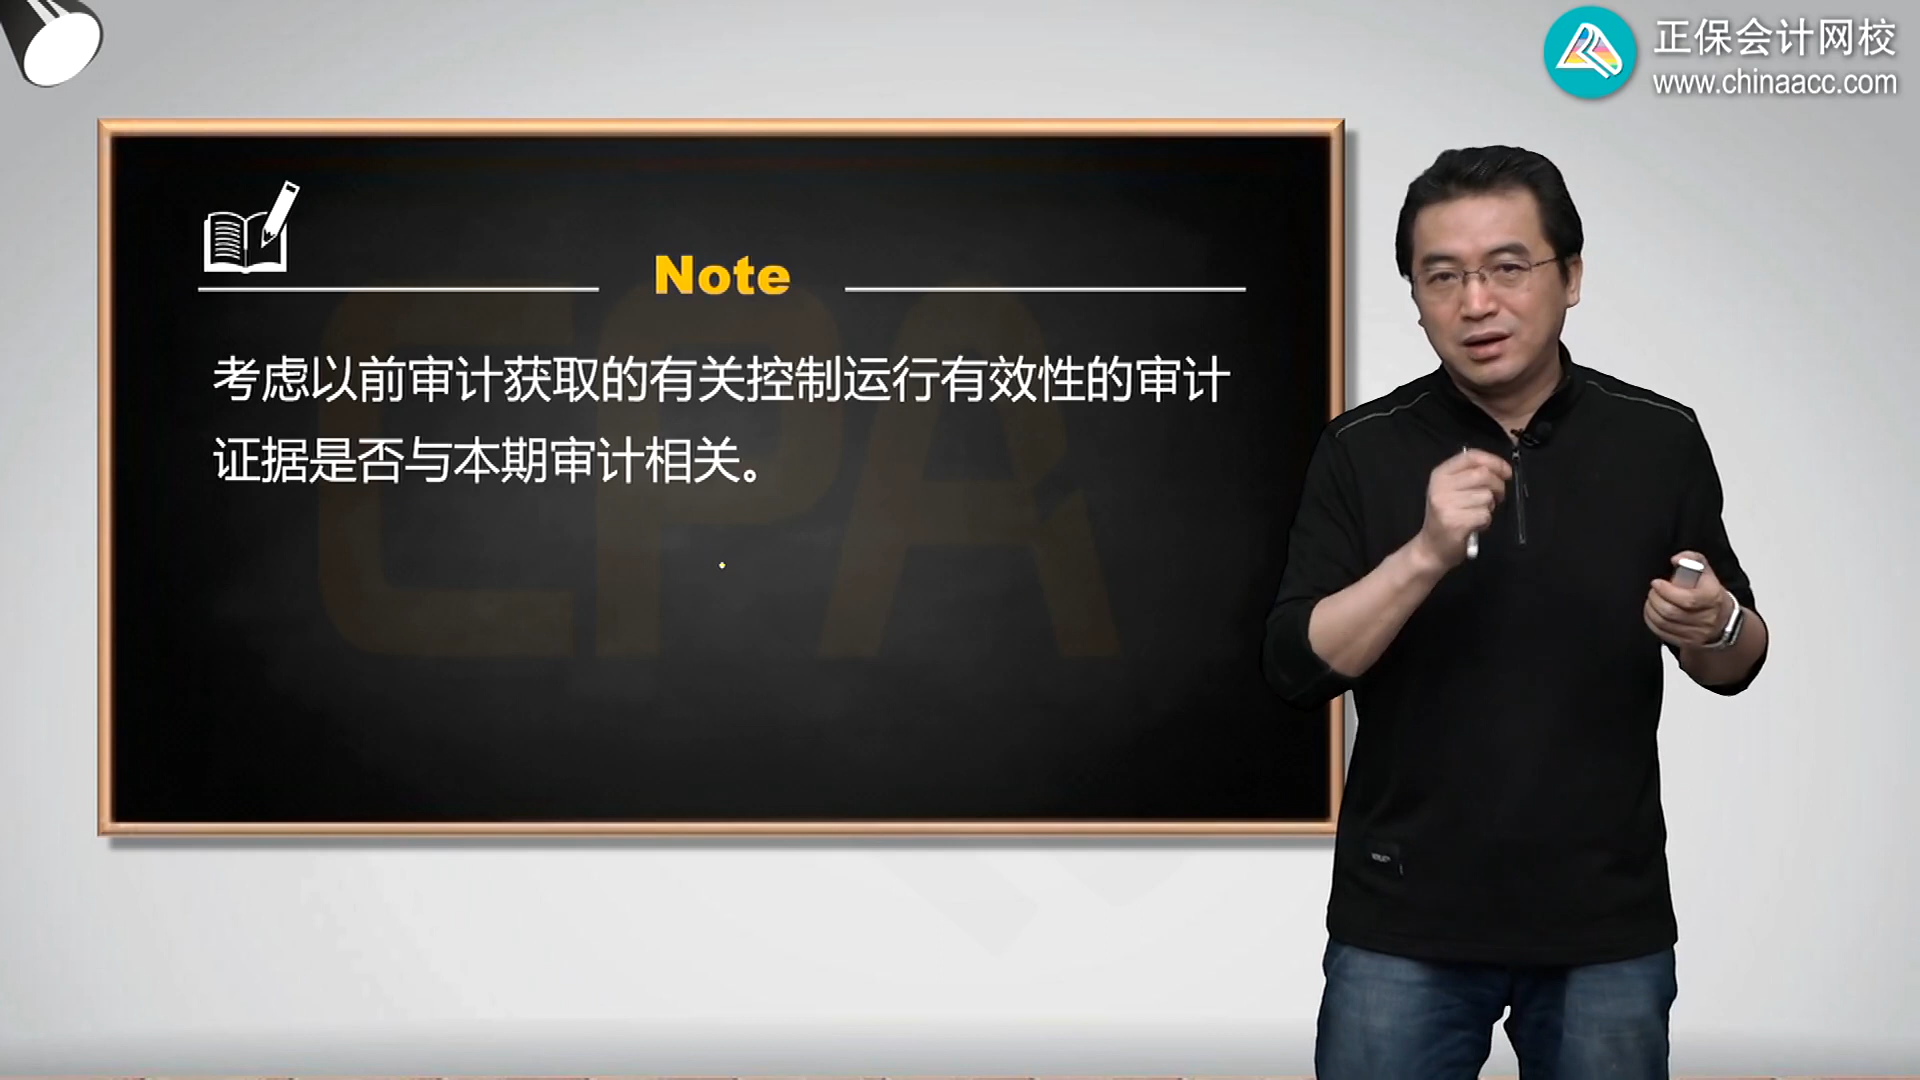 正保会计网校
www.chinaacc.com
Note
考虑以前审计获取的有关控制运行有效性的审计
证据是否与本期审计相关。
CPA